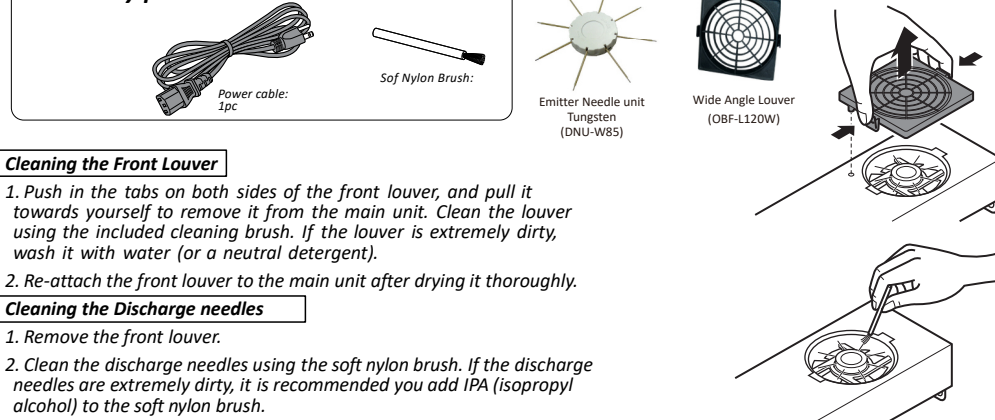 Power cable:
1pc
Sof Nylon Brush:
Emitter Needle unit
Tungsten
(DNU-W85)
Wide Angle Louver
(OBF-L120W)
Cleaning the Front Louver
1. Push in the tabs on both sides of the front louver, and pull it
towards yourself to remove it from the main unit. Clean the louver
using the included cleaning brush. If the louver is extremely dirty,
wash it with water (or a neutral detergent).
2. Re-attach the front louver to the main unit after drying it thoroughly.
Cleaning the Discharge needles
1. Remove the front louver.
2. Clean the discharge needles using the soft nylon brush. If the discharge
needles are extremely dirty, it is recommended you add IPA (isopropyl
alcohol) to the soft nylon brush.